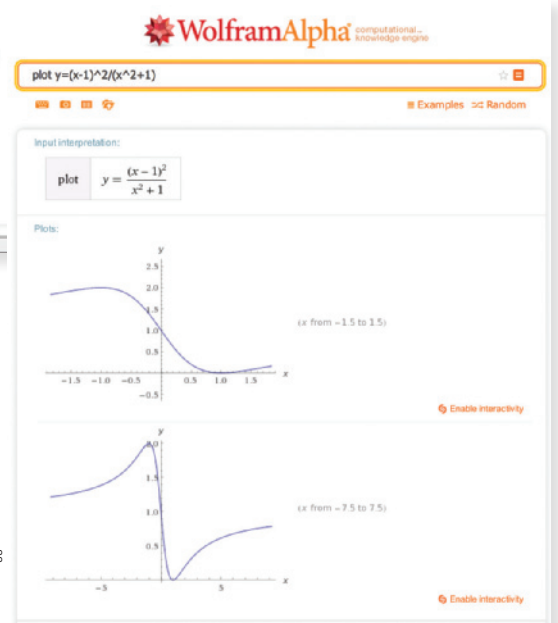 WolframAlpha computational... knowledge engine
plot y=(x-1)^2/(x^2+1)
Examples Random
Input interpretation:
plot y = (x − 1)² / x² + 1
Plots:
y
2.5
2.0
1.5
1.0
0.5
−1.5 −1.0 −0.5 0.5 1.0 1.5 x
−0.5
(x from −1.5 to 1.5)
Enable interactivity
y
2.0
1.5
1.0
0.5
−5 5 x
(x from −7.5 to 7.5)
Enable interactivity